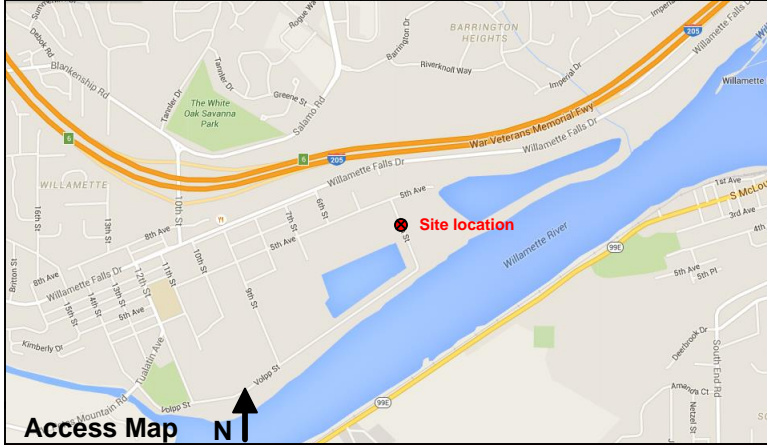 Summerl
Debok Rd
Blankenship Rd
Tannler Dr
Tannler Dr
Greene St
Salamo Rd
Rogue Way
Barrington Dr
BARRINGTON
HEIGHTS
Riverknoll Way
Imperial Dr
Imperial Dr
205
Willamette Falls Dr
Willamette
The White
Oak Savanna
Park
War Veterans Memorial Fwy
Willamette Falls Dr
6
6
205
Willamette Falls Dr
WILLAMETTE
10th St
5th Ave
6th St
7th St
5th Ave
St
Site location
Willamette River
1st Ave
S McLou
3rd Ave
4th
99E
5th Ave
5th Pl
16th St
13th St
8th Ave
8th Ave
10th St
11th St
12th St
9th St
Willamette Falls Dr
Britton St
15th St
14th St
13th St
5th Ave
Kimberly Dr
Tualatin Ave
Volpp St
Volpp St
Mountain Rd
99E
Deerbrook Dr
South End Rd
Amanda Ct
Netzel St
Access Map
N